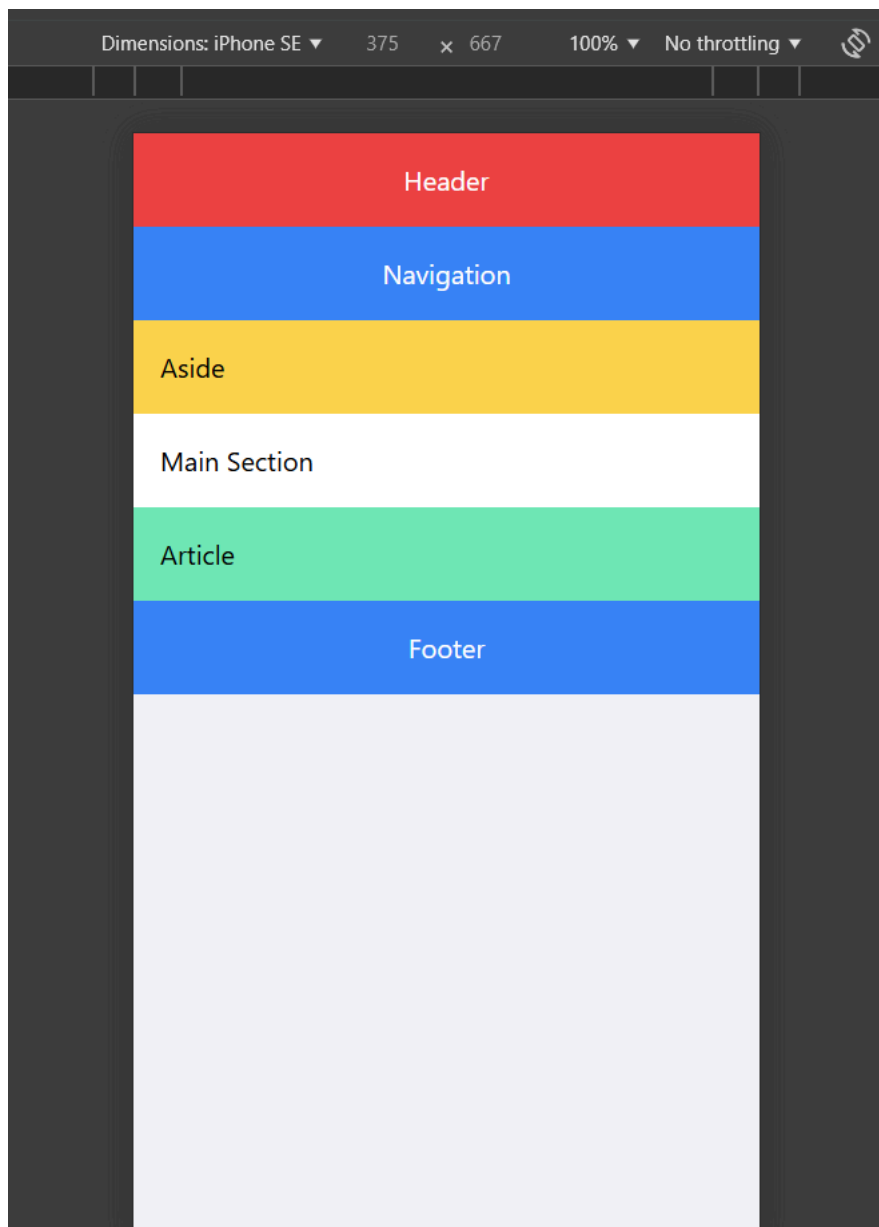 Dimensions: iPhone SE ▼ 375 × 667 100% ▼ No throttling ▼
Header
Navigation
Aside
Main Section
Article
Footer